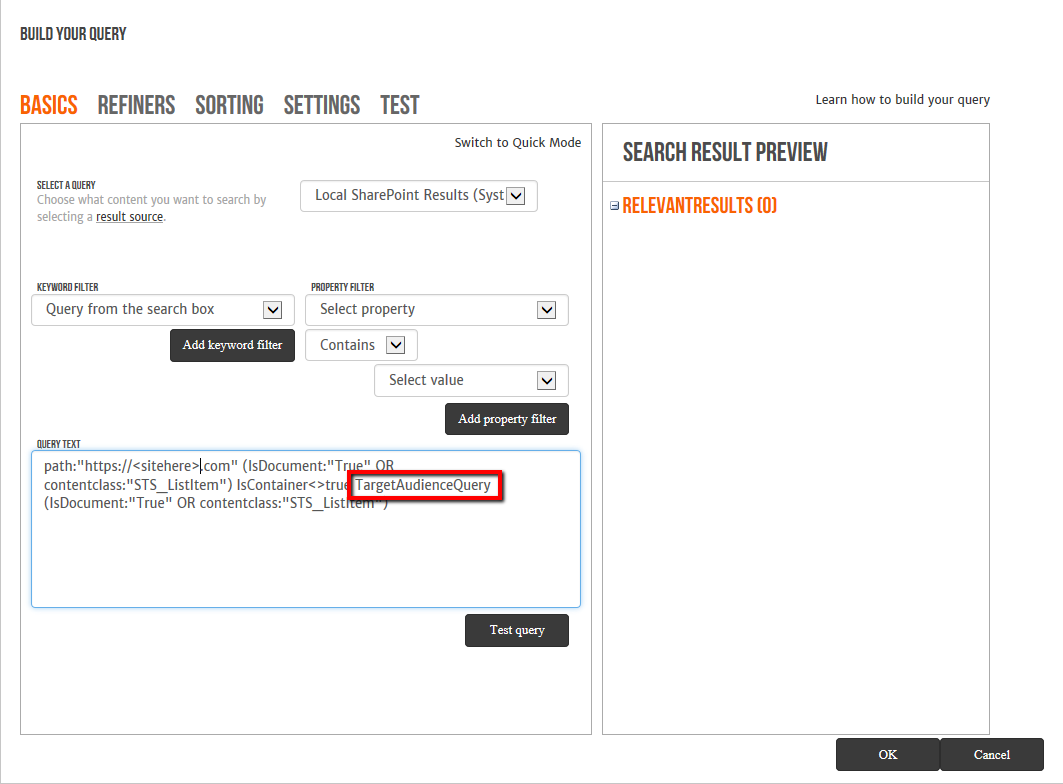 BUILD YOUR QUERY
BASICS REFINERS SORTING SETTINGS TEST
Learn how to build your query
Switch to Quick Mode
SELECT A QUERY
Choose what content you want to search by
selecting a result source.
Local SharePoint Results (Syst
KEYWORD FILTER
Query from the search box
Add keyword filter
PROPERTY FILTER
Select property
Contains
Select value
Add property filter
QUERY TEXT
path:"https://<sitehere>.com" (IsDocument:"True" OR
contentclass:"STS_ListItem") IsContainer<>true TargetAudienceQuery
(IsDocument:"True" OR contentclass:"STS_ListItem")
Test query
SEARCH RESULT PREVIEW
RELEVANTRESULTS (0)
OK
Cancel